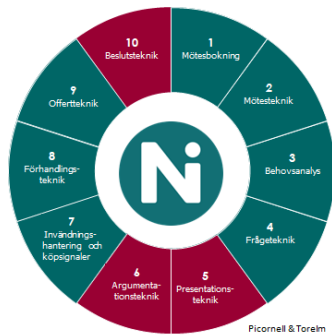 1
Mötesbokning
2
Mötesteknik
3
Behovsanalys
4
Frågeteknik
5
Presentations-
teknik
6
Argumenta-
tionsteknik
7
Invändnings-
hantering och
köpsignaler
8
Förhandlings-
teknik
9
Offertteknik
10
Beslutsteknik
Ni
Picornell & Torelm